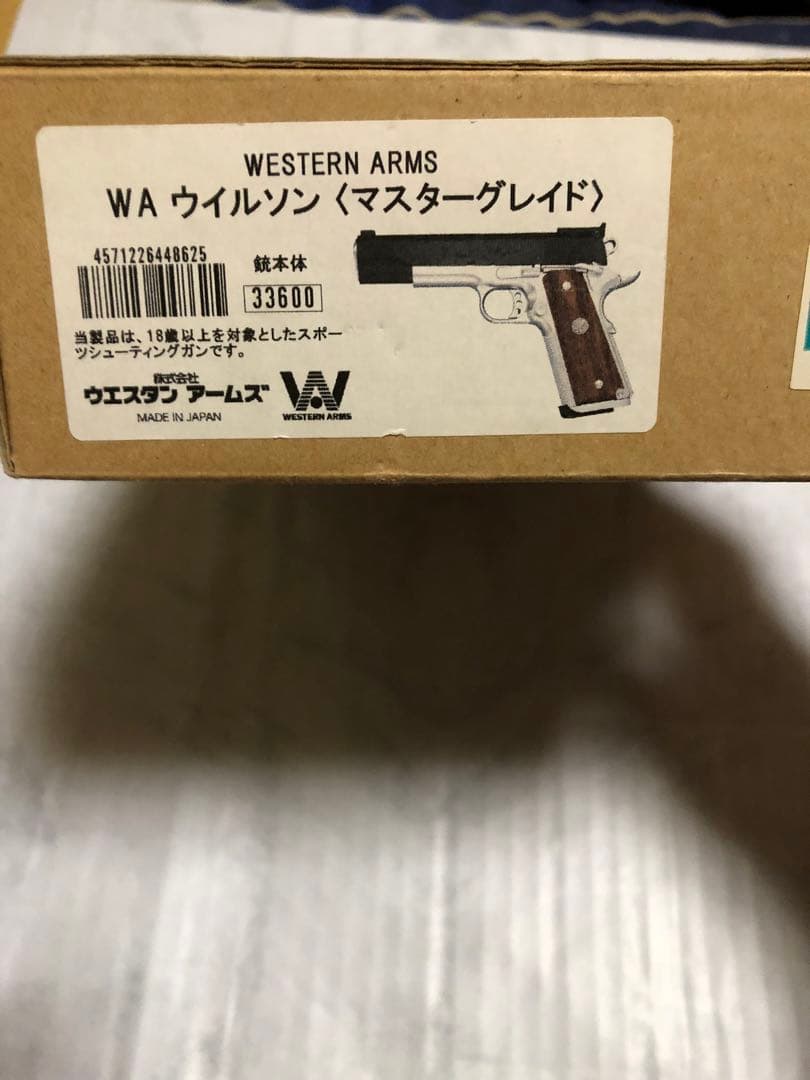 WESTERN ARMS
WA ウイルソン〈マスターグレイド〉
4571226448625
銃本体
33600
当製品は、18歳以上を対象としたスポー
ツシューティングガンです。
株式会社
ウエスタン アームズ
MADE IN JAPAN
WESTERN ARMS